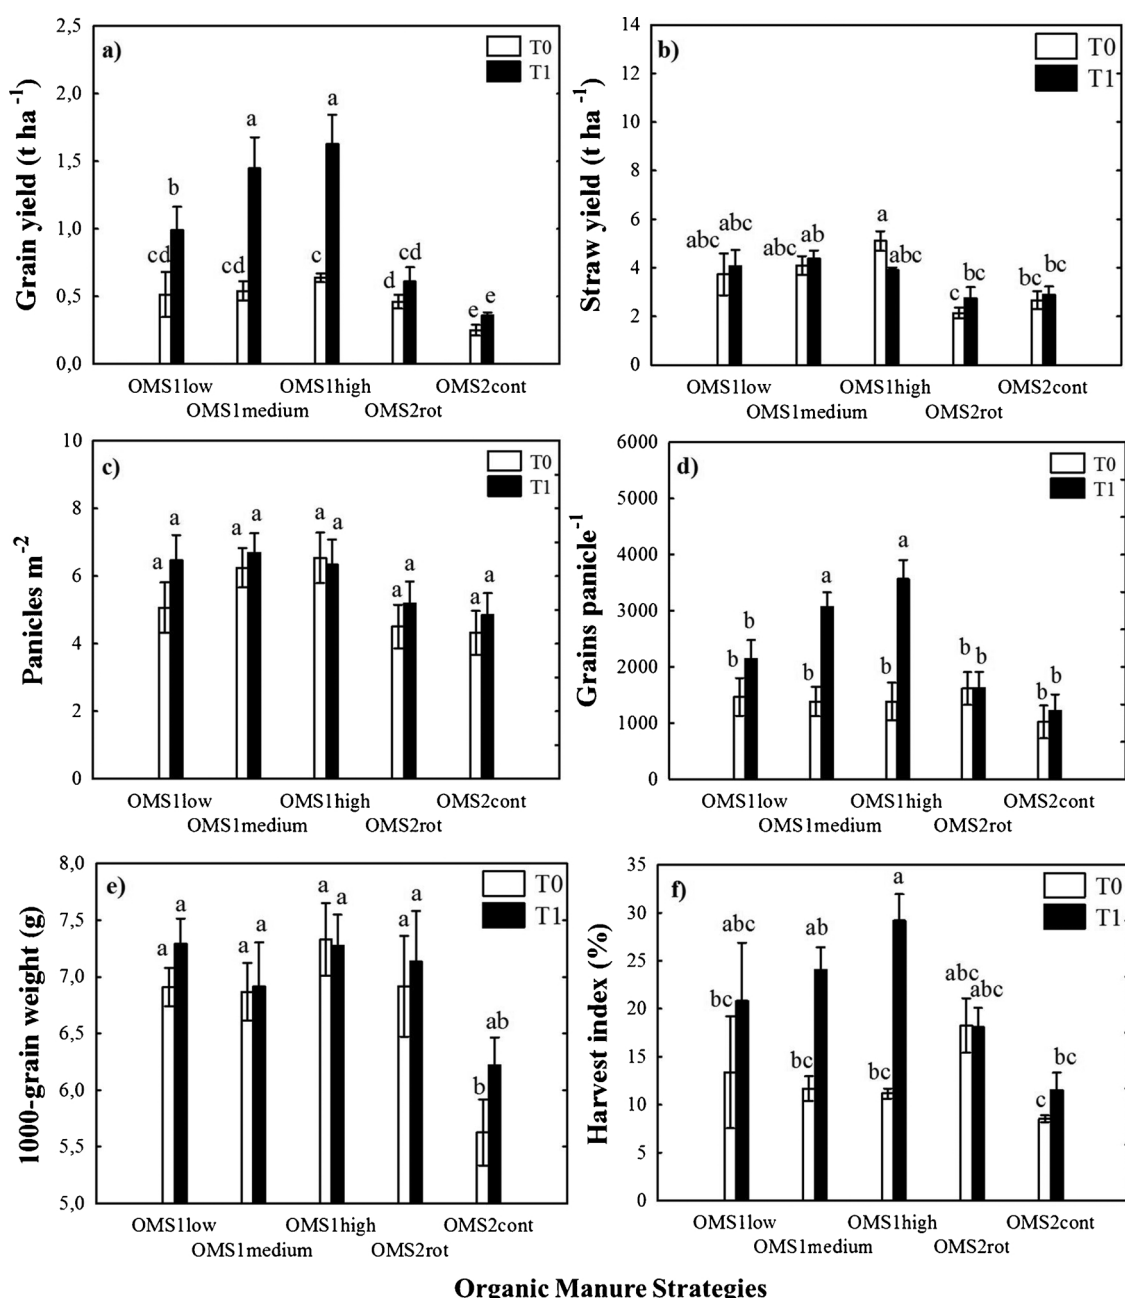 a)
T0
T1
Grain yield (t ha -1)
2,5
2,0
1,5
1,0
0,5
0,0
cd b cd a c a d cd e e
OMS1low OMS1high OMS2cont
OMS1medium OMS2rot
b)
T0
T1
Straw yield (t ha -1)
14
12
10
8
6
4
2
0
abc abc abc ab a abc c bc bc bc
OMS1low OMS1high OMS2cont
OMS1medium OMS2rot
c)
T0
T1
Panicles m-2
10
8
6
4
2
0
a a a a a a a a a a
OMS1low OMS1high OMS2cont
OMS1medium OMS2rot
d)
T0
T1
Grains panicle-1
6000
5000
4000
3000
2000
1000
0
b b b a b a b b b b
OMS1low OMS1high OMS2cont
OMS1medium OMS2rot
e)
T0
T1
1000-grain weight (g)
8,0
7,5
7,0
6,5
6,0
5,5
5,0
a a a a a a a a b ab
OMS1low OMS1high OMS2cont
OMS1medium OMS2rot
f)
T0
T1
Harvest index (%)
35
30
25
20
15
10
5
0
bc abc bc ab bc a abc abc c bc
OMS1low OMS1high OMS2cont
OMS1medium OMS2rot
Organic Manure Strategies